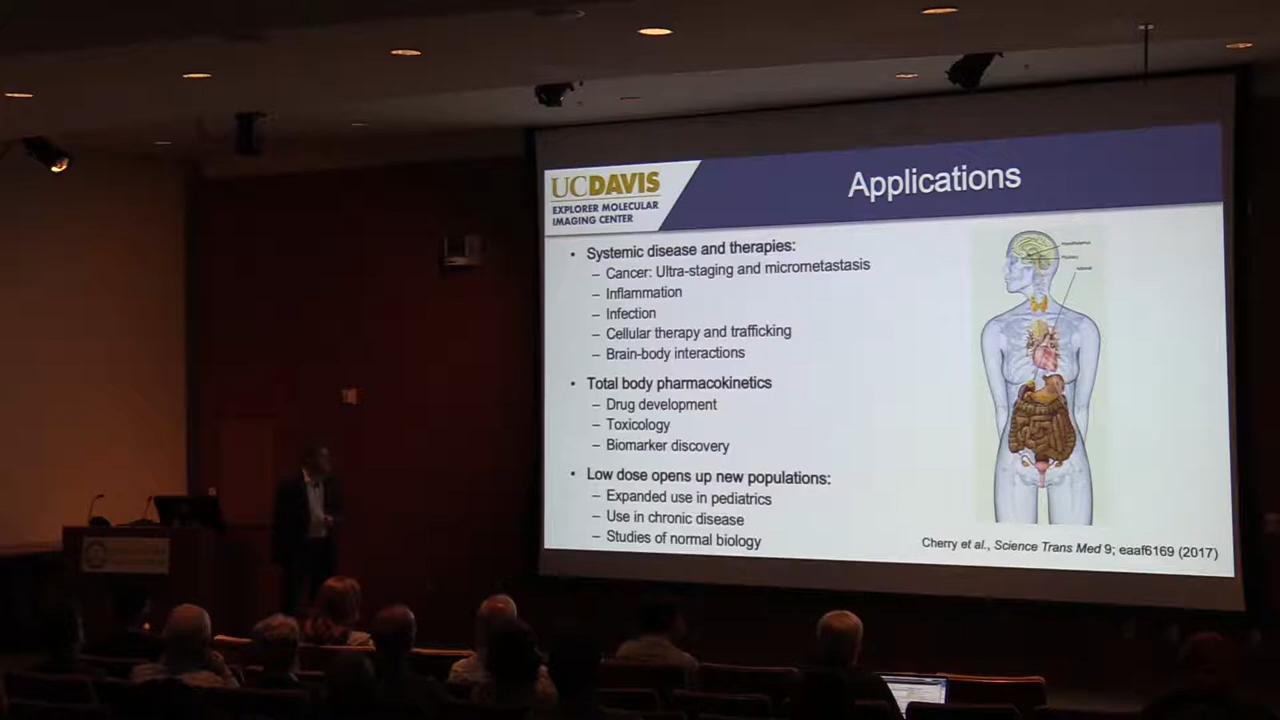 UCDAVIS
EXPLORER MOLECULAR
IMAGING CENTER
Applications
• Systemic disease and therapies:
– Cancer: Ultra-staging and micrometastasis
– Inflammation
– Infection
– Cellular therapy and trafficking
– Brain-body interactions
• Total body pharmacokinetics
– Drug development
– Toxicology
– Biomarker discovery
• Low dose opens up new populations:
– Expanded use in pediatrics
– Use in chronic disease
– Studies of normal biology
Cherry et al., Science Trans Med 9; eaaf6169 (2017)